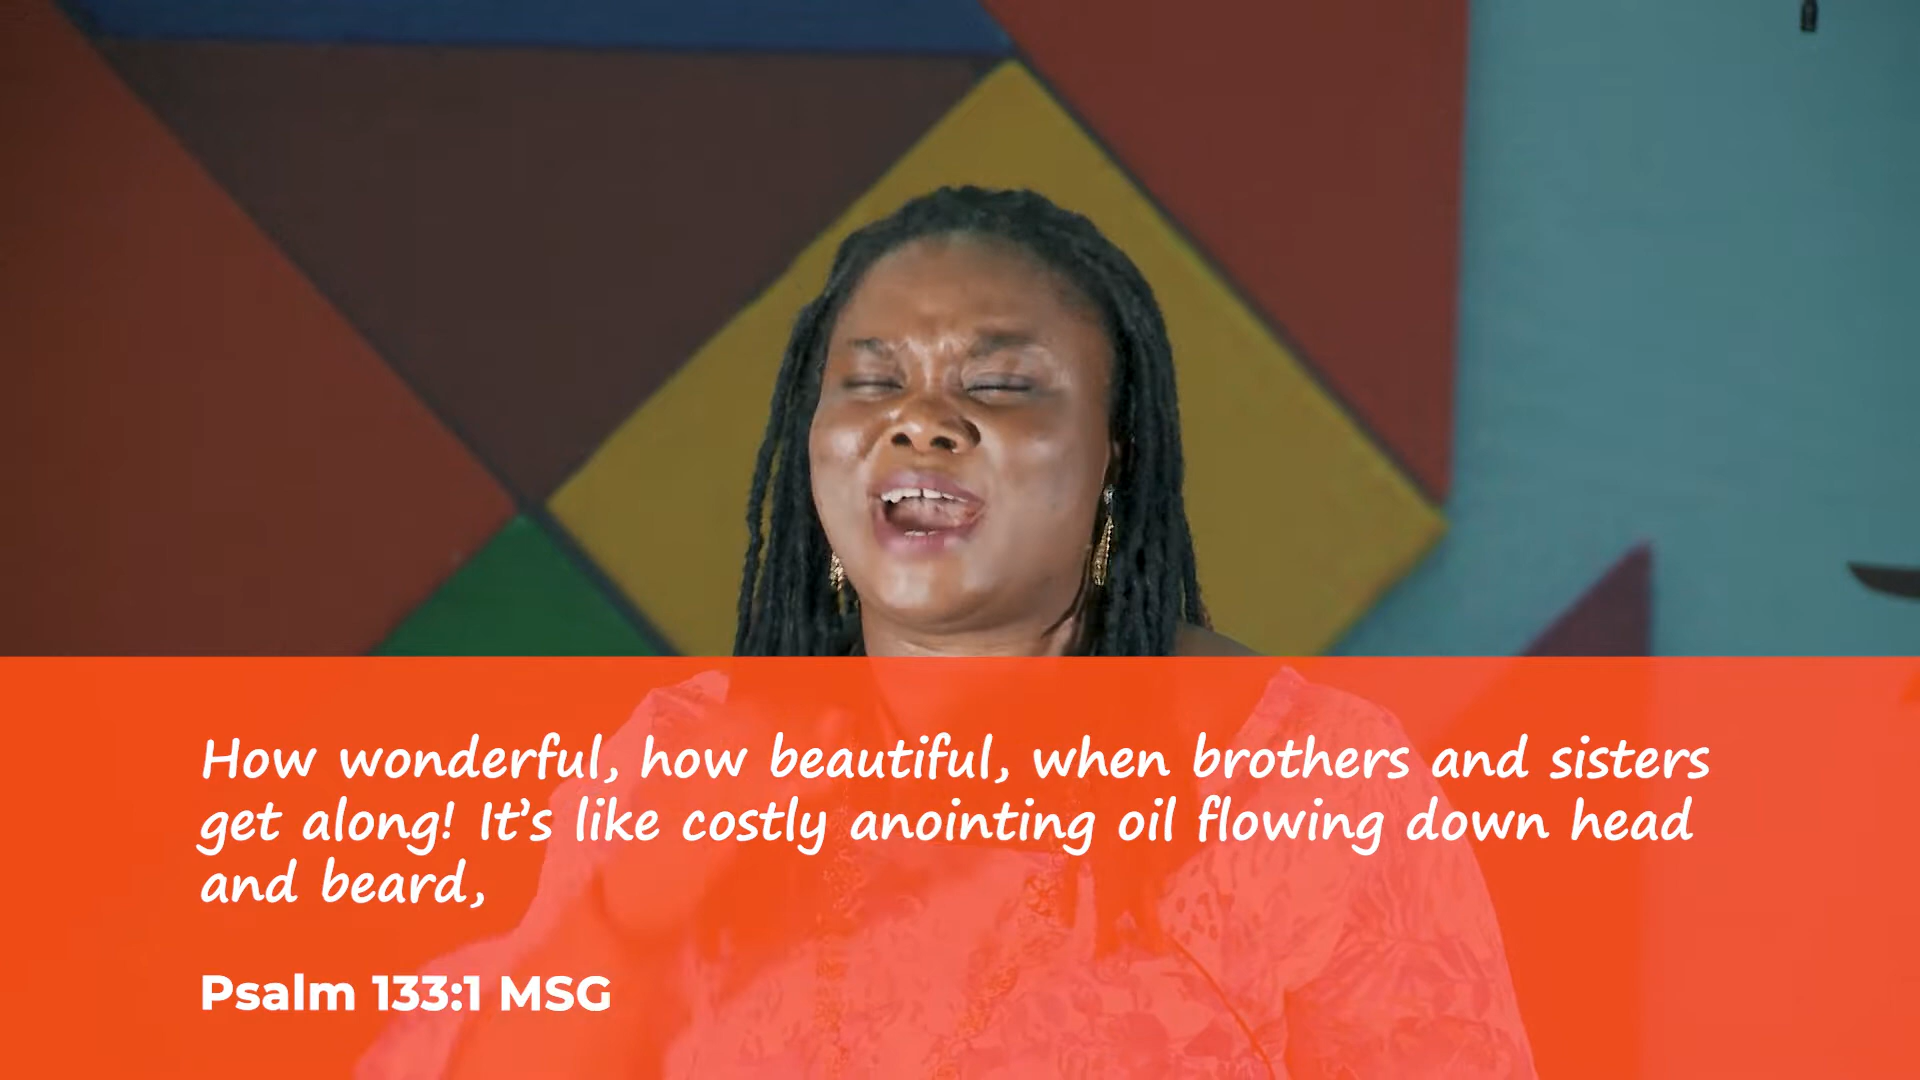 How wonderful, how beautiful, when brothers and sisters
get along! It’s like costly anointing oil flowing down head
and beard,
Psalm 133:1 MSG